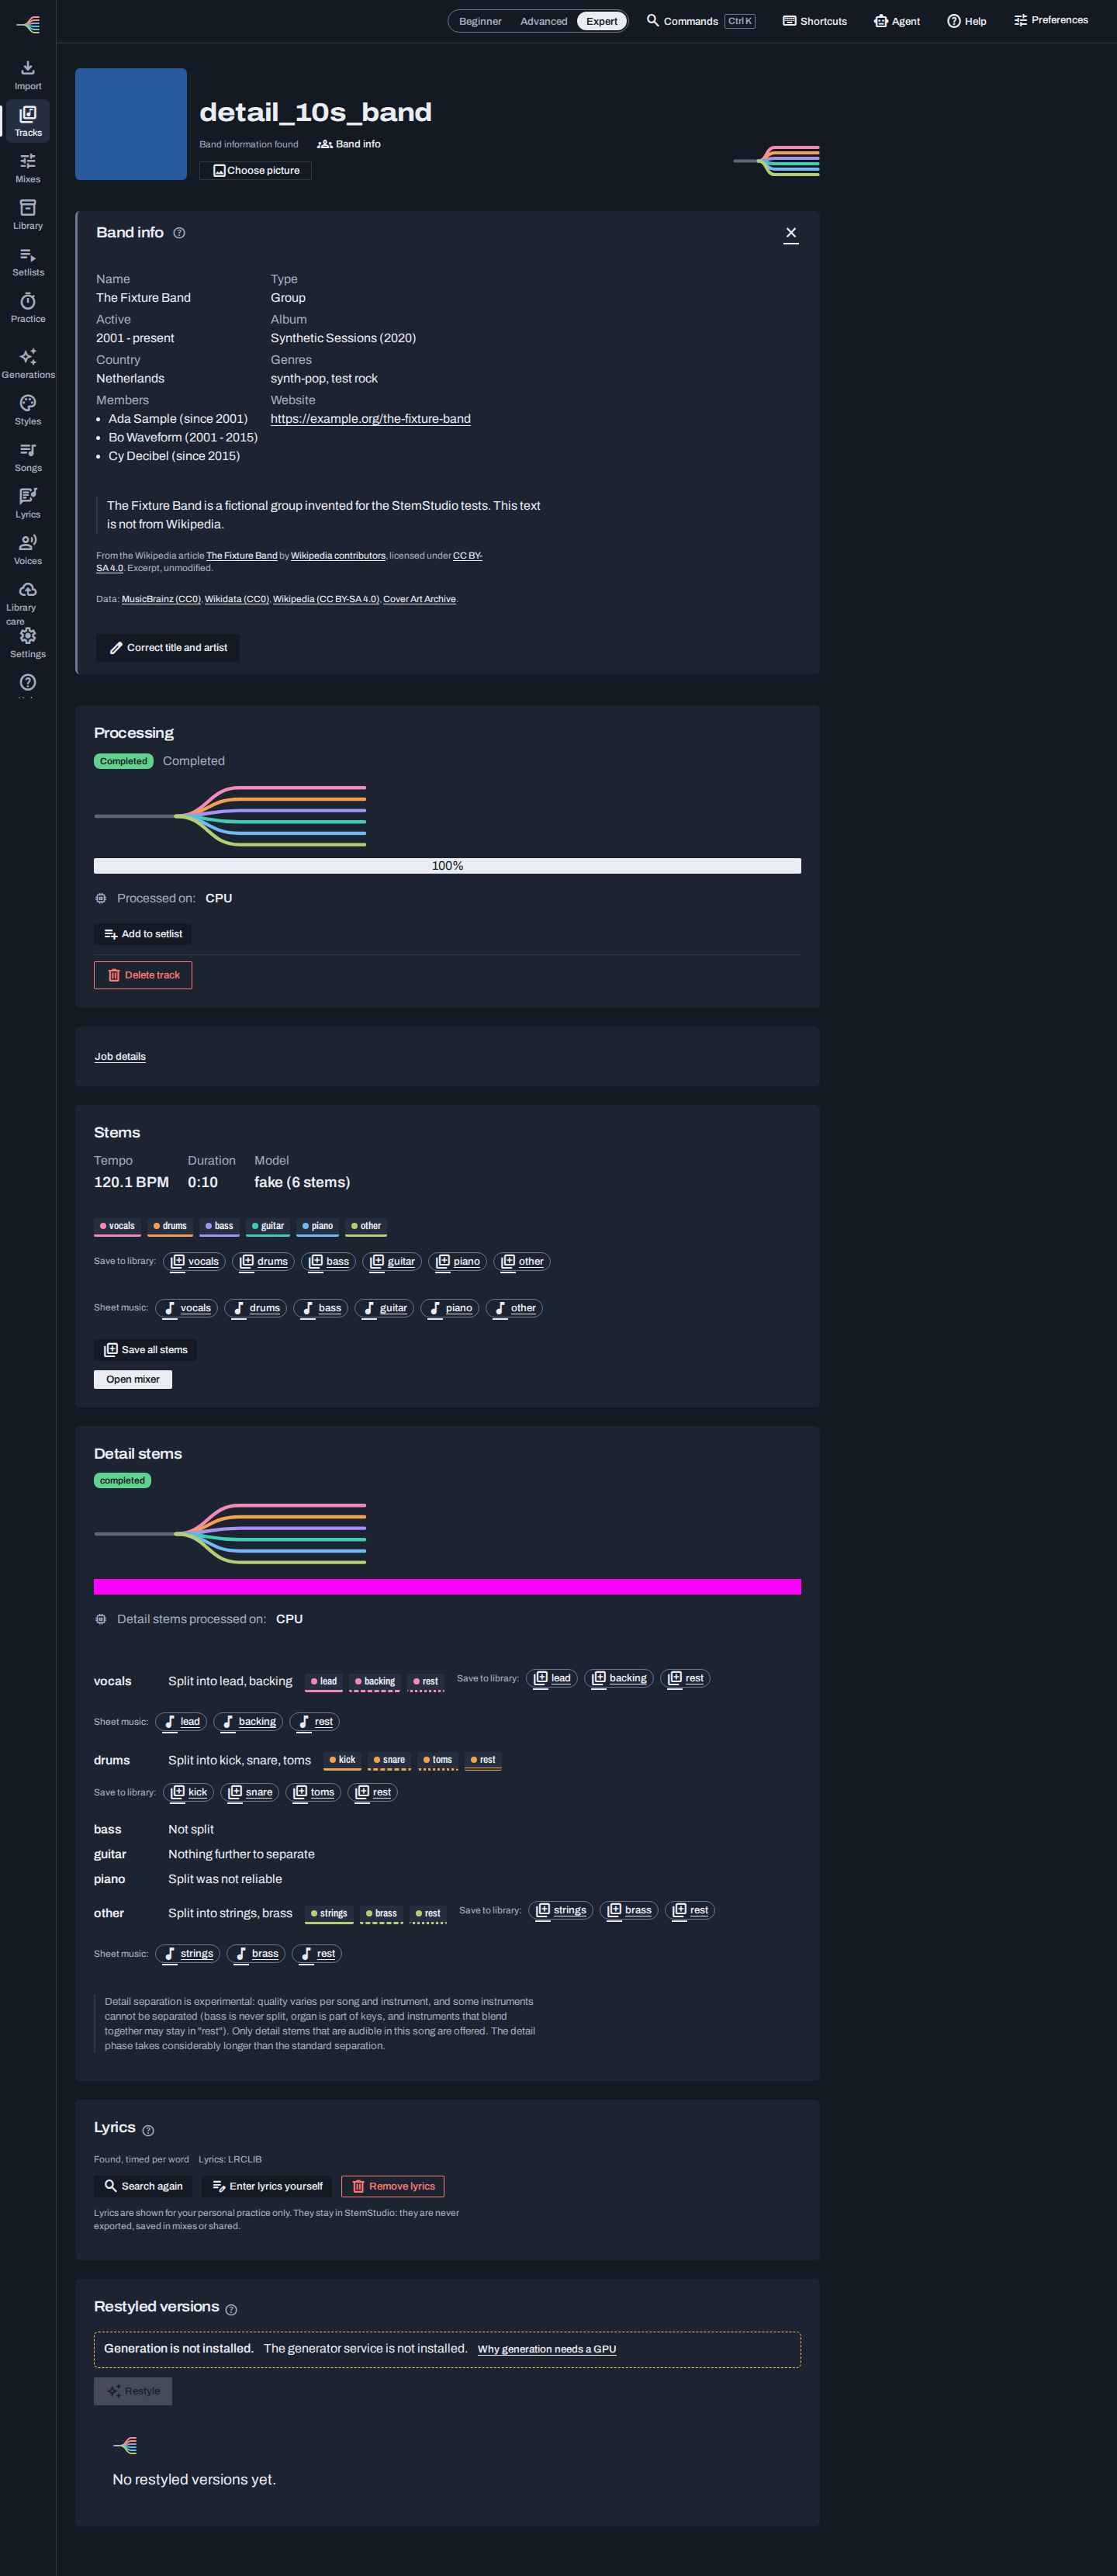 Beginner Advanced Expert Commands Ctrl K Shortcuts Agent Help Preferences
Import
Tracks
Mixes
Library
Setlists
Practice
Generations
Styles
Songs
Lyrics
Voices
Library
care
Settings
detail_10s_band
Band information found Band info
Choose picture
Band info
Name Type
The Fixture Band Group
Active Album
2001 - present Synthetic Sessions (2020)
Country Genres
Netherlands synth-pop, test rock
Members Website
• Ada Sample (since 2001) https://example.org/the-fixture-band
• Bo Waveform (2001 - 2015)
• Cy Decibel (since 2015)
The Fixture Band is a fictional group invented for the StemStudio tests. This text
is not from Wikipedia.
From the Wikipedia article The Fixture Band by Wikipedia contributors, licensed under CC BY-
SA 4.0. Excerpt, unmodified.
Data: MusicBrainz (CC0), Wikidata (CC0), Wikipedia (CC BY-SA 4.0), Cover Art Archive.
Correct title and artist
Processing
Completed Completed
100%
Processed on: CPU
Add to setlist
Delete track
Job details
Stems
Tempo Duration Model
120.1 BPM 0:10 fake (6 stems)
vocals drums bass guitar piano other
Save to library: vocals drums bass guitar piano other
Sheet music: vocals drums bass guitar piano other
Save all stems
Open mixer
Detail stems
completed
Detail stems processed on: CPU
vocals Split into lead, backing lead backing rest Save to library: lead backing rest
Sheet music: lead backing rest
drums Split into kick, snare, toms kick snare toms rest
Save to library: kick snare toms rest
bass Not split
guitar Nothing further to separate
piano Split was not reliable
other Split into strings, brass strings brass rest Save to library: strings brass rest
Sheet music: strings brass rest
Detail separation is experimental: quality varies per song and instrument, and some instruments
cannot be separated (bass is never split, organ is part of keys, and instruments that blend
together may stay in "rest"). Only detail stems that are audible in this song are offered. The detail
phase takes considerably longer than the standard separation.
Lyrics
Found, timed per word Lyrics: LRCLIB
Search again Enter lyrics yourself Remove lyrics
Lyrics are shown for your personal practice only. They stay in StemStudio: they are never
exported, saved in mixes or shared.
Restyled versions
Generation is not installed. The generator service is not installed. Why generation needs a GPU
Restyle
No restyled versions yet.